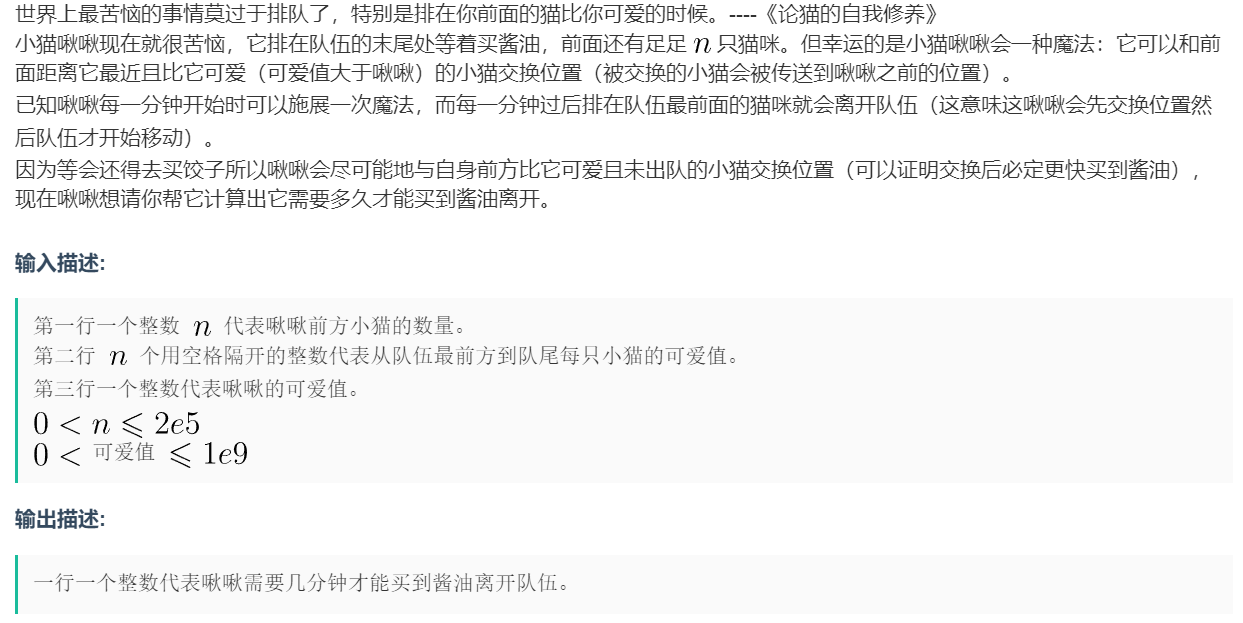 世界上最苦恼的事情莫过于排队了，特别是排在你前面的猫比你可爱的时候。----《论猫的自我修养》
小猫啾啾现在就很苦恼，它排在队伍的末尾处等着买酱油，前面还有足足 n 只猫咪。但幸运的是小猫啾啾会一种魔法：它可以和前
面距离它最近且比它可爱（可爱值大于啾啾）的小猫交换位置（被交换的小猫会被传送到啾啾之前的位置）。
已知啾啾每一分钟开始时可以施展一次魔法，而每一分钟过后排在队伍最前面的猫咪就会离开队伍（这意味这啾啾会先交换位置然
后队伍才开始移动）。
因为等会还得去买饺子所以啾啾会尽可能地与自身前方比它可爱且未出队的小猫交换位置（可以证明交换后必定更快买到酱油），
现在啾啾想请你帮它计算出它需要多久才能买到酱油离开。
输入描述:
第一行一个整数 n 代表啾啾前方小猫的数量。
第二行 n 个用空格隔开的整数代表从队伍最前方到队尾每只小猫的可爱值。
第三行一个整数代表啾啾的可爱值。
0 < n ⩽ 2e5
0 < 可爱值 ⩽ 1e9
输出描述:
一行一个整数代表啾啾需要几分钟才能买到酱油离开队伍。